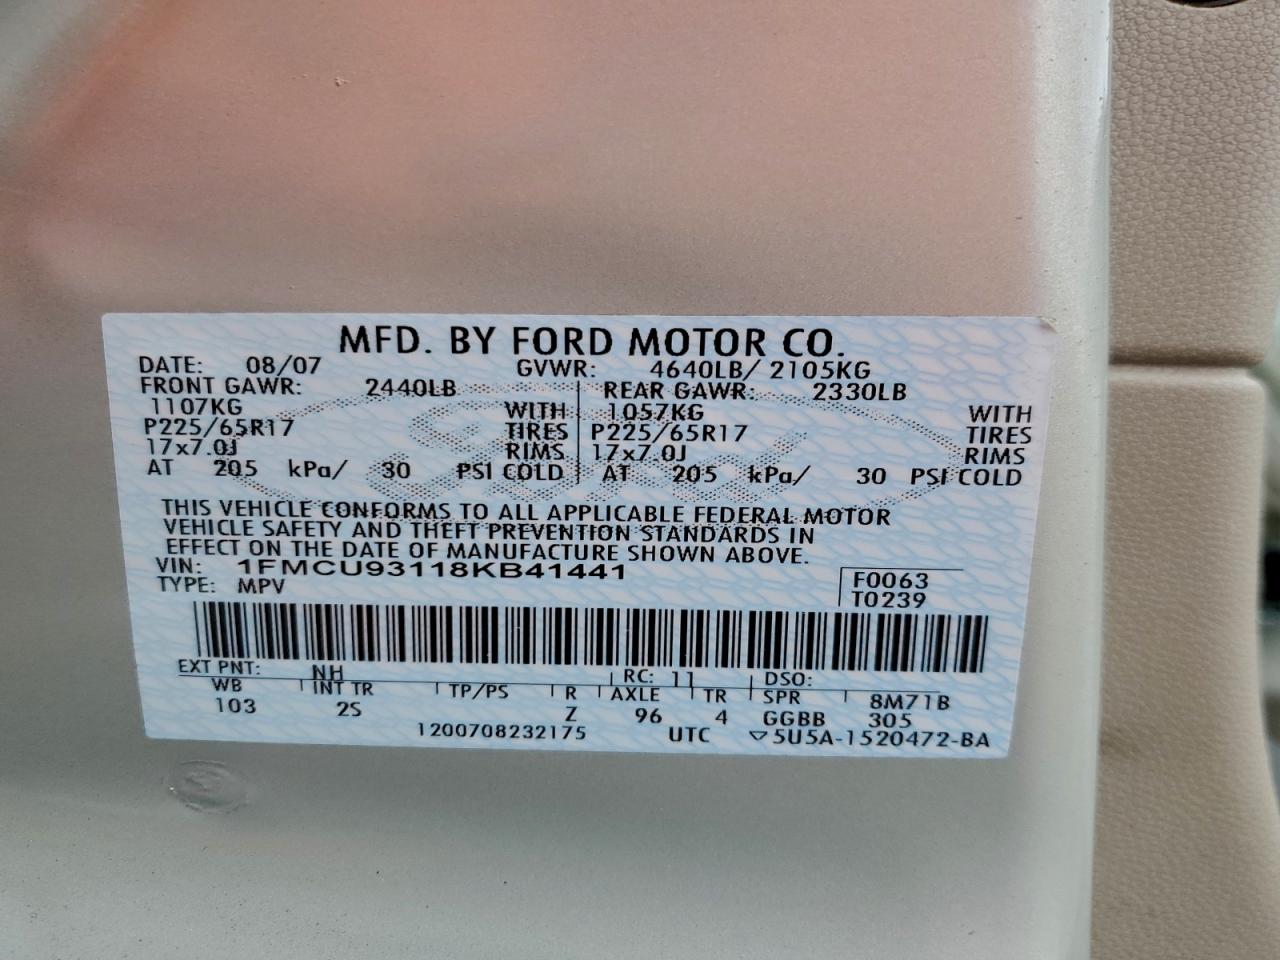 MFD. BY FORD MOTOR CO.
DATE: 08/07 GVWR: 4640LB/ 2105KG
FRONT GAWR: 2440LB REAR GAWR: 2330LB
1107KG WITH 1057KG WITH
P225/65R17 TIRES P225/65R17 TIRES
17x7.0J RIMS 17x7.0J RIMS
AT 205 kPa/ 30 PSI COLD AT 205 kPa/ 30 PSI COLD
THIS VEHICLE CONFORMS TO ALL APPLICABLE FEDERAL MOTOR
VEHICLE SAFETY AND THEFT PREVENTION STANDARDS IN
EFFECT ON THE DATE OF MANUFACTURE SHOWN ABOVE.
VIN: 1FMCU93118KB41441
TYPE: MPV
F0063
T0239
EXT PNT: NH RC: 11 DSO:
WB INT TR TP/PS R AXLE TR SPR 8M71B
103 2S Z 96 4 GGBB 305
1200708232175 UTC ▽5U5A-1520472-BA